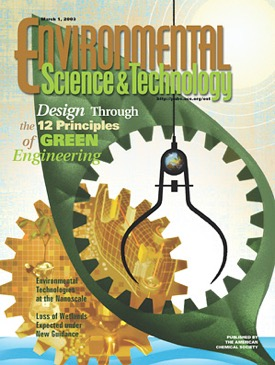 March 1, 2003
ENVIRONMENTAL
Science & Technology
http://pubs.acs.org/est
Design Through
the 12 Principles
of GREEN
Engineering
Environmental
Technologies
at the Nanoscale
Loss of Wetlands
Expected under
New Guidance
PUBLISHED BY
THE AMERICAN
CHEMICAL SOCIETY